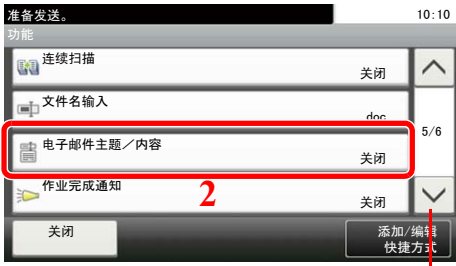 准备发送。
10:10
功能
连续扫描
关闭
文件名输入
doc
5/6
电子邮件主题／内容
关闭
作业完成通知
2
关闭
关闭
添加/编辑
快捷方式